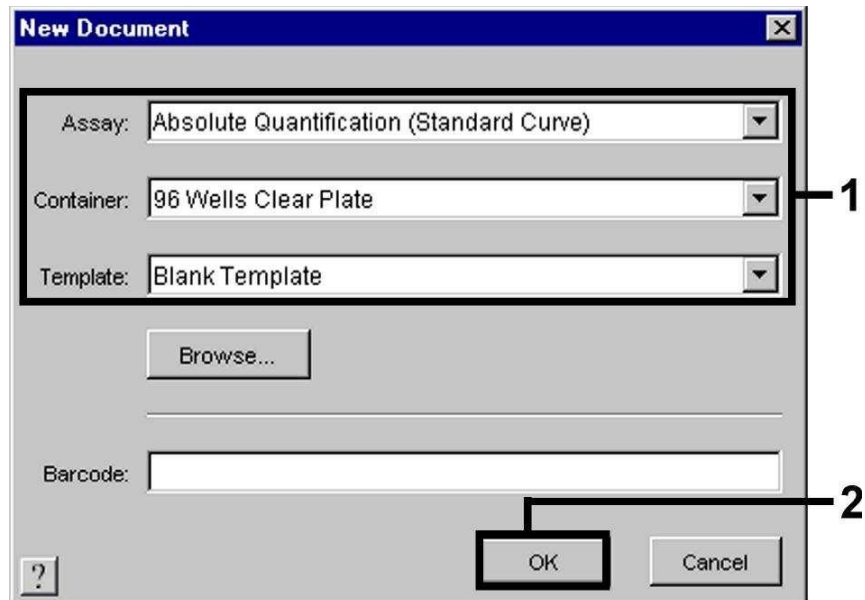 New Document
Assay: Absolute Quantification (Standard Curve)
Container: 96 Wells Clear Plate
1
Template: Blank Template
Browse...
Barcode:
2
? OK Cancel